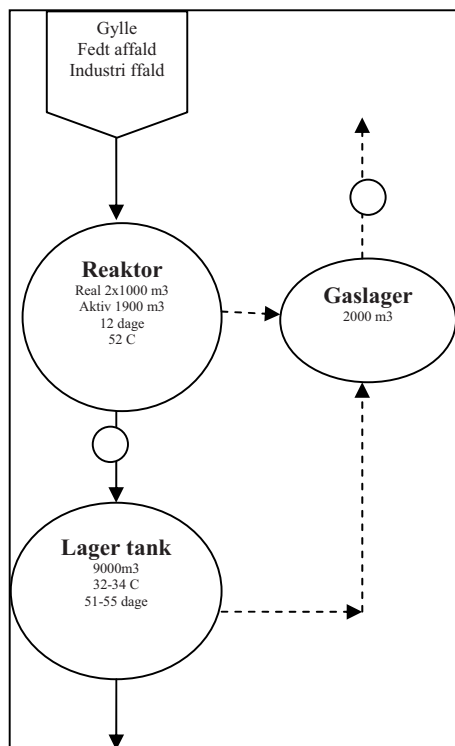 Gylle
Fedt affald
Industri ffald
Reaktor
Real 2x1000 m3
Aktiv 1900 m3
12 dage
52 C
Gaslager
2000 m3
Lager tank
9000m3
32-34 C
51-55 dage